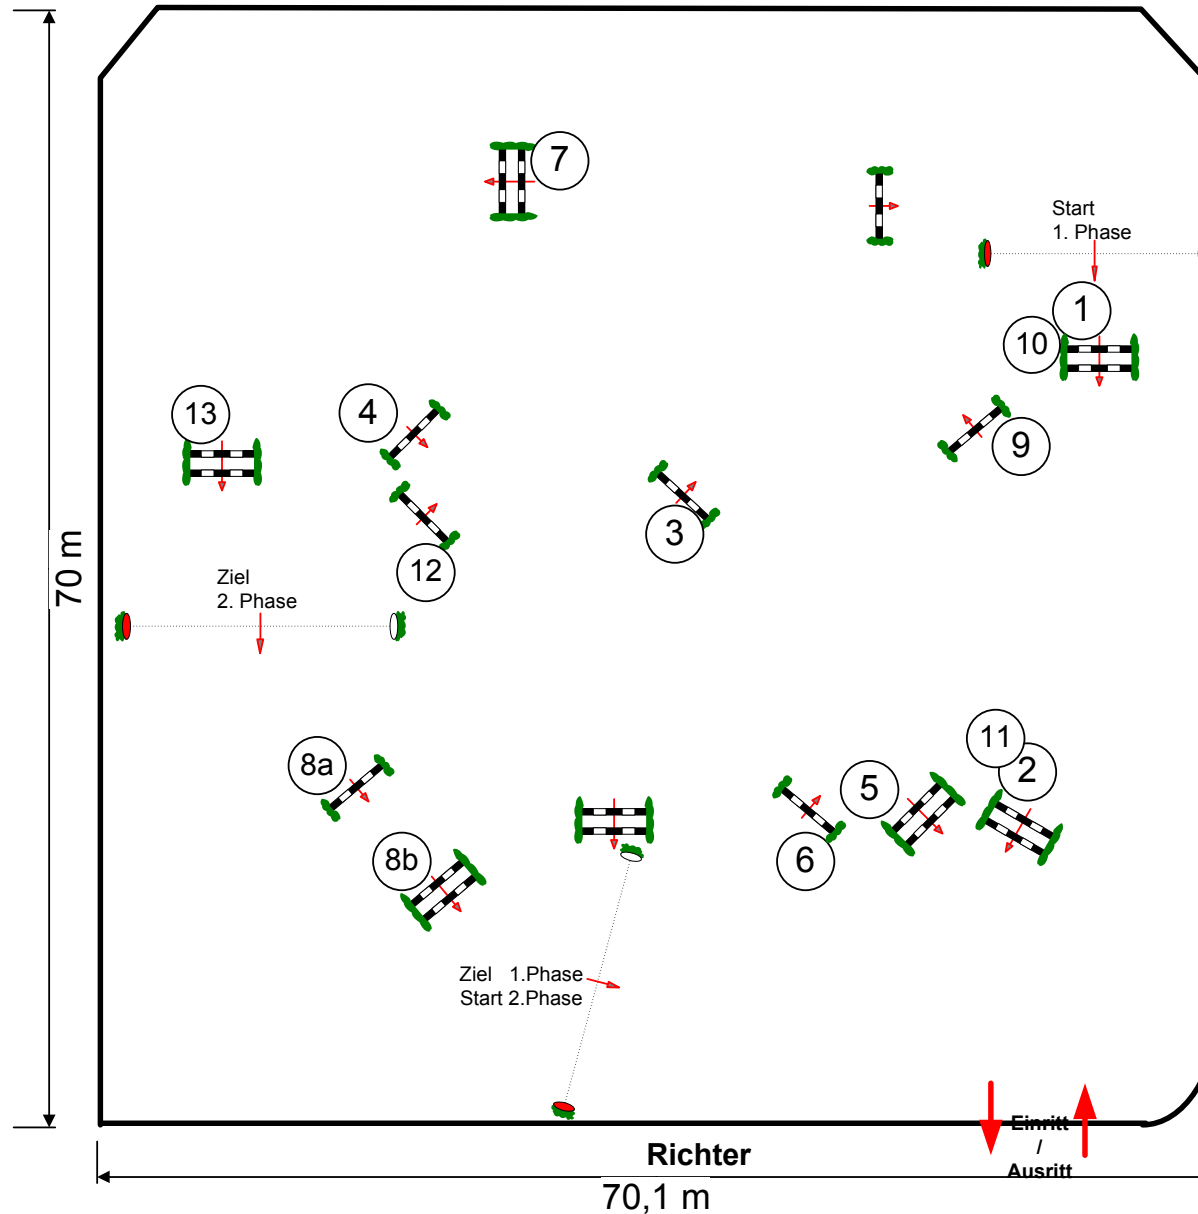 7
Start
1. Phase
1
10
13
4
9
3
12
Ziel
2. Phase
70 m
11
2
8a
5
8b
6
Ziel 1.Phase
Start 2.Phase
Einritt
/
Ausritt
Richter
70,1 m